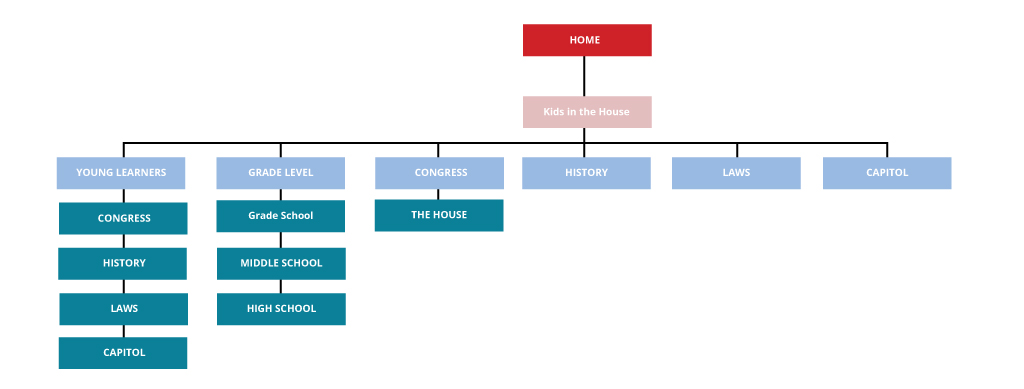 HOME
Kids in the House
YOUNG LEARNERS
GRADE LEVEL
CONGRESS
HISTORY
LAWS
CAPITOL
CONGRESS
Grade School
THE HOUSE
HISTORY
MIDDLE SCHOOL
LAWS
HIGH SCHOOL
CAPITOL